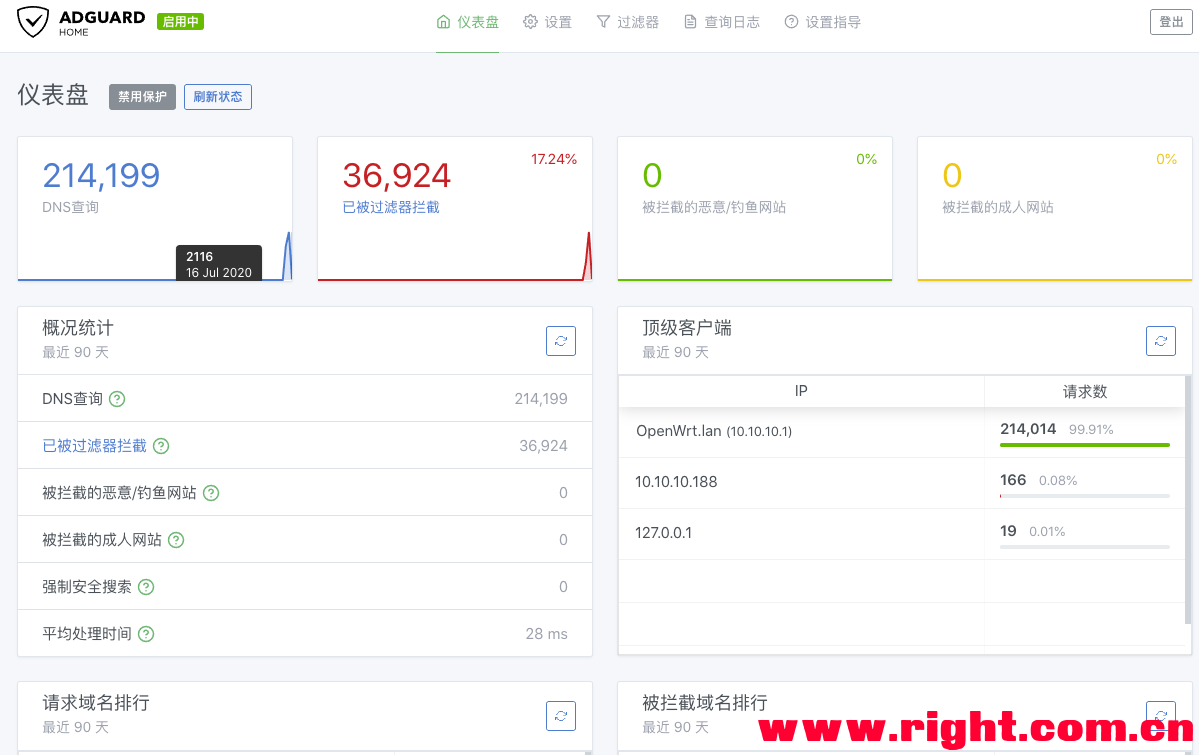 ADGUARD
HOME
启用中
仪表盘
设置
过滤器
查询日志
设置指导
登出
仪表盘
禁用保护
刷新状态
214,199
DNS查询
2116
16 Jul 2020
17.24%
36,924
已被过滤器拦截
0%
0
被拦截的恶意/钓鱼网站
0%
0
被拦截的成人网站
概况统计
最近 90 天
DNS查询 ? 214,199
已被过滤器拦截 ? 36,924
被拦截的恶意/钓鱼网站 ? 0
被拦截的成人网站 ? 0
强制安全搜索 ? 0
平均处理时间 ? 28 ms
顶级客户端
最近 90 天
IP 请求数
OpenWrt.lan (10.10.10.1) 214,014 99.91%
10.10.10.188 166 0.08%
127.0.0.1 19 0.01%
请求域名排行
最近 90 天
被拦截域名排行
最近 90 天
www.right.com.cn